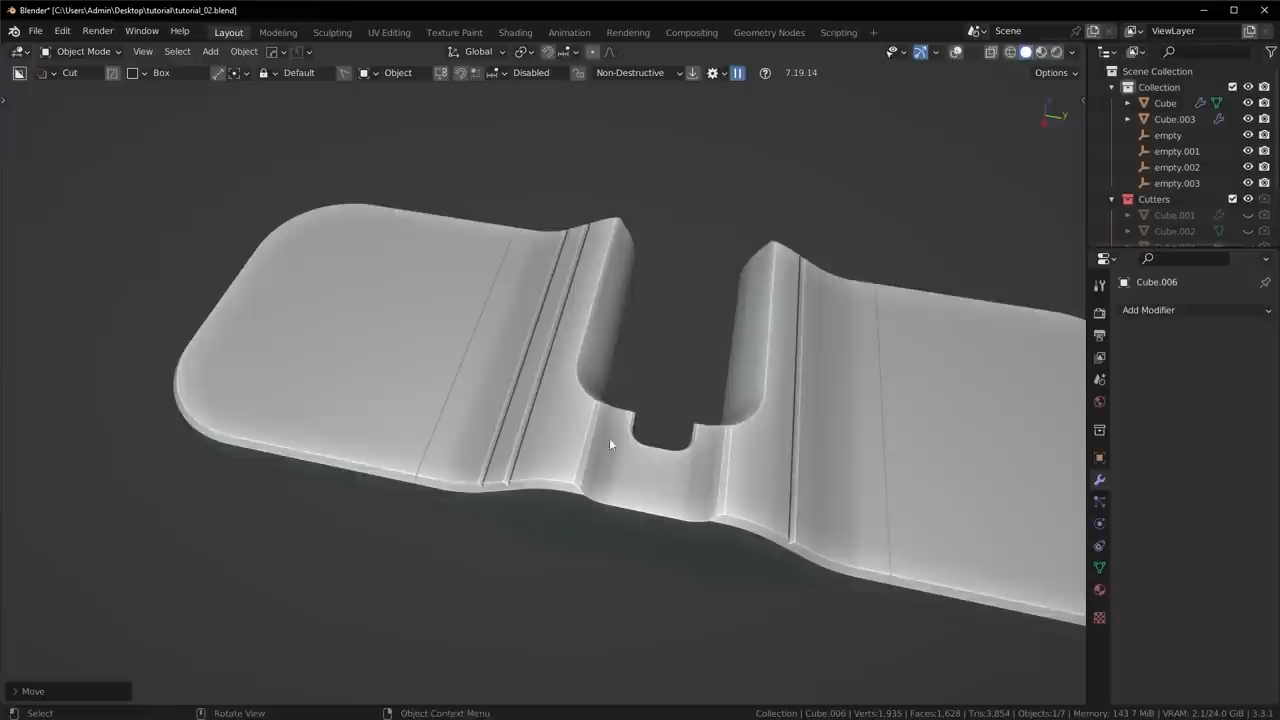 Blender* [C:\Users\Admin\Desktop\tutorial\tutorial_02.blend]
File Edit Render Window Help Layout Modeling Sculpting UV Editing Texture Paint Shading Animation Rendering Compositing Geometry Nodes Scripting + Scene ViewLayer
Object Mode View Select Add Object Global
Cut Box Default Object Disabled Non-Destructive 7.19.14 Options
Scene Collection
Collection
Cube
Cube.003
empty
empty.001
empty.002
empty.003
Cutters
Cube.001
Cube.002
Y
Cube.006
Add Modifier
> Move
Select Rotate View Object Context Menu Collection | Cube.006 | Verts:1,935 | Faces:1,628 | Tris:3,854 | Objects:1/7 | Memory: 143.7 MiB | VRAM: 2.1/24.0 GiB | 3.3.1